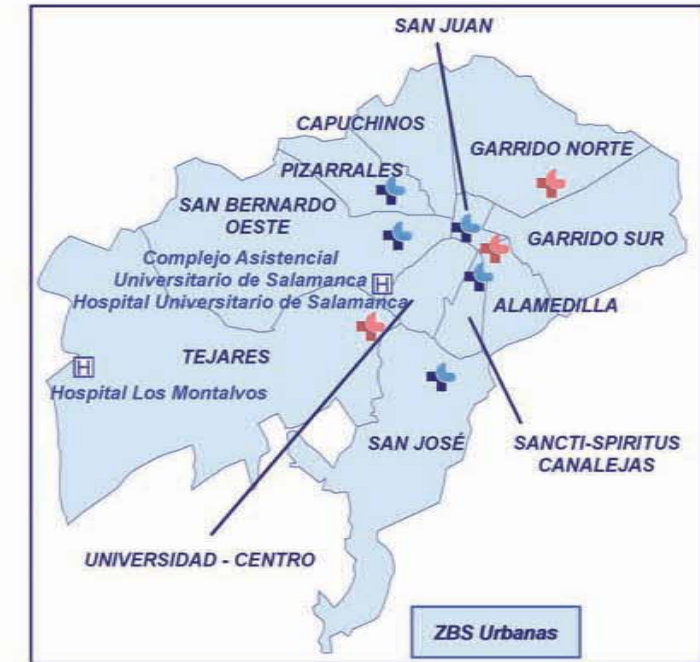 SAN JUAN
CAPUCHINOS
GARRIDO NORTE
PIZARRALES
SAN BERNARDO
OESTE
GARRIDO SUR
Complejo Asistencial
Universitario de Salamanca
Hospital Universitario de Salamanca
H
ALAMEDILLA
TEJARES
H
Hospital Los Montalvos
SAN JOSÉ
SANCTI-SPIRITUS
CANALEJAS
UNIVERSIDAD - CENTRO
ZBS Urbanas